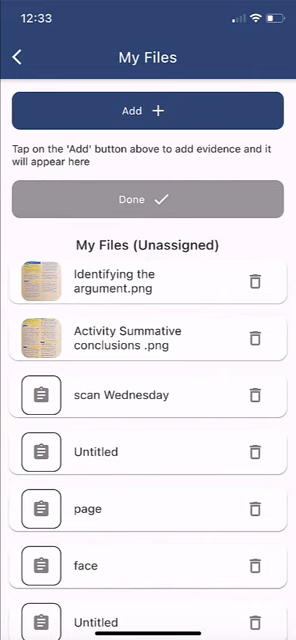 12:33
My Files
Add +
Tap on the 'Add' button above to add evidence and it
will appear here
Done
My Files (Unassigned)
Identifying the
argument.png
Activity Summative
conclusions .png
scan Wednesday
Untitled
page
face
Untitled